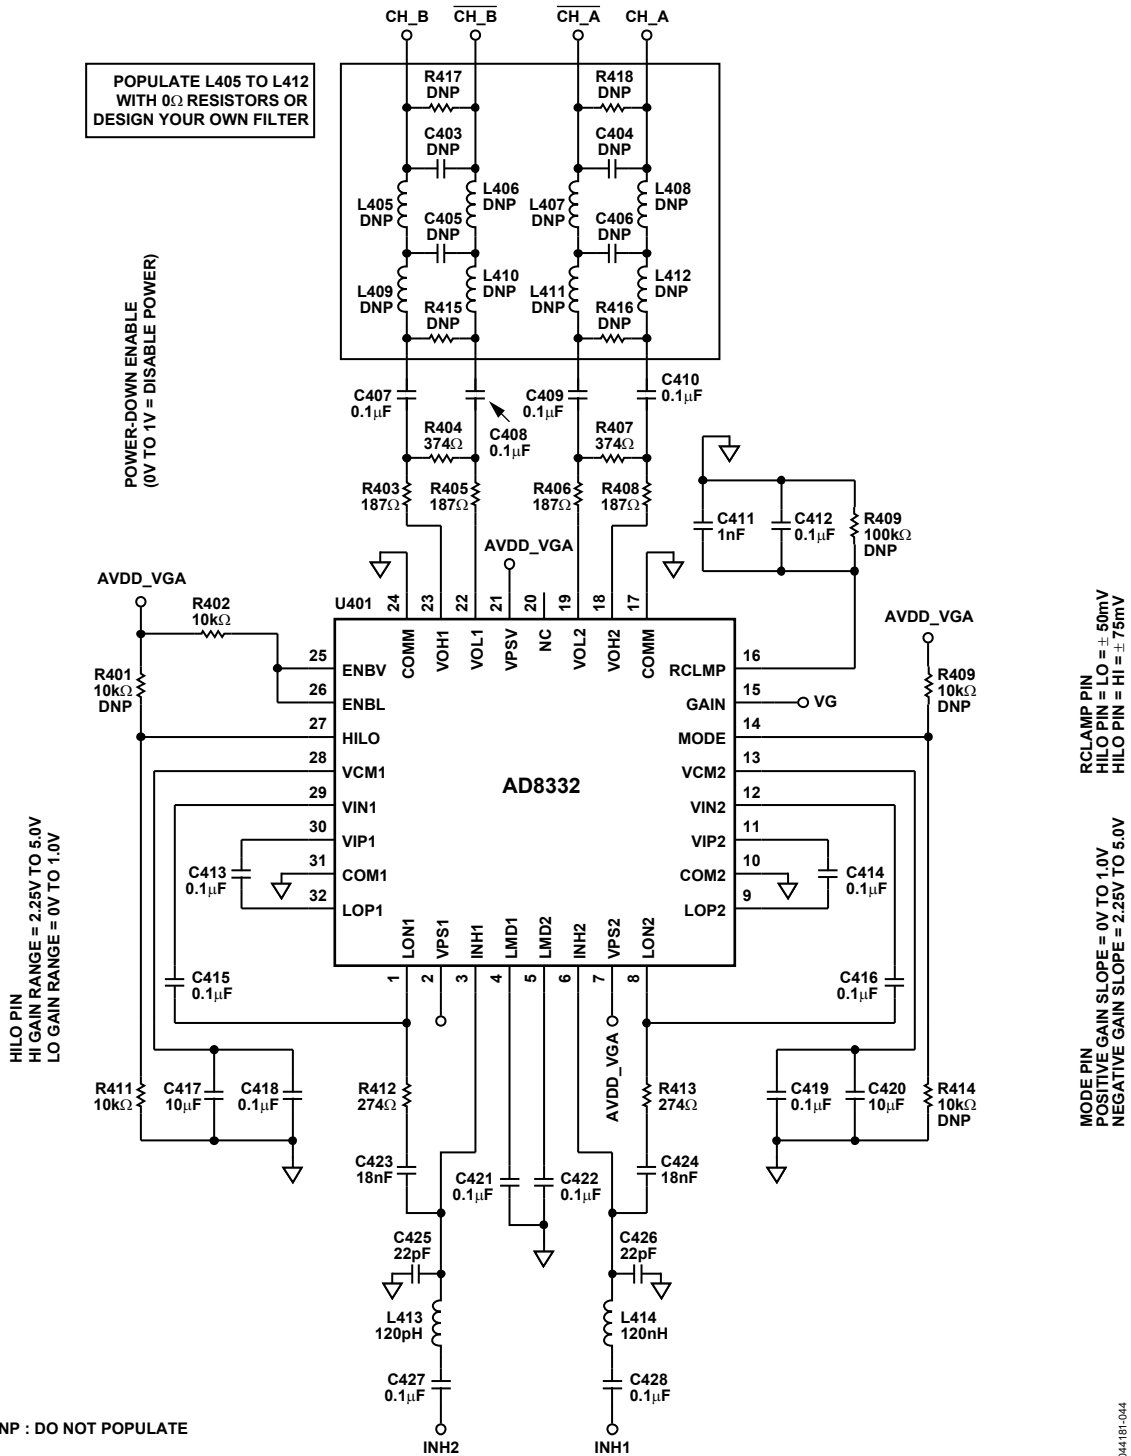 CH_B
CH_B
CH_A
CH_A
POPULATE L405 TO L412
WITH 0Ω RESISTORS OR
DESIGN YOUR OWN FILTER
R417
DNP
R418
DNP
C403
DNP
C404
DNP
L405
DNP
L406
DNP
L407
DNP
L408
DNP
C405
DNP
C406
DNP
L409
DNP
L410
DNP
L411
DNP
L412
DNP
R415
DNP
R416
DNP
POWER-DOWN ENABLE
(0V TO 1V = DISABLE POWER)
C407
0.1µF
C408
0.1µF
C409
0.1µF
C410
0.1µF
R404
374Ω
R407
374Ω
R403
187Ω
R405
187Ω
R406
187Ω
R408
187Ω
C411
1nF
C412
0.1µF
R409
100kΩ
DNP
AVDD_VGA
AVDD_VGA
R402
10kΩ
R401
10kΩ
DNP
AVDD_VGA
R409
10kΩ
DNP
U401
24
23
22
21
20
19
18
17
COMM
VOH1
VOL1
VPSV
NC
VOL2
VOH2
COMM
25
ENBV
26
ENBL
27
HILO
28
VCM1
29
VIN1
30
VIP1
31
COM1
32
LOP1
AD8332
16
RCLMP
15
GAIN
VG
14
MODE
13
VCM2
12
VIN2
11
VIP2
10
COM2
9
LOP2
LON1
VPS1
INH1
LMD1
LMD2
INH2
VPS2
LON2
1
2
3
4
5
6
7
8
RCLAMP PIN
HILO PIN = LO = ± 50mV
HILO PIN = HI = ± 75mV
HILO PIN
HI GAIN RANGE = 2.25V TO 5.0V
LO GAIN RANGE = 0V TO 1.0V
MODE PIN
POSITIVE GAIN SLOPE = 0V TO 1.0V
NEGATIVE GAIN SLOPE = 2.25V TO 5.0V
C413
0.1µF
C414
0.1µF
C415
0.1µF
C416
0.1µF
AVDD_VGA
R411
10kΩ
C417
10µF
C418
0.1µF
R412
274Ω
R413
274Ω
C419
0.1µF
C420
10µF
R414
10kΩ
DNP
C423
18nF
C421
0.1µF
C422
0.1µF
C424
18nF
C425
22pF
C426
22pF
L413
120pH
L414
120nH
C427
0.1µF
C428
0.1µF
INH2
INH1
NP : DO NOT POPULATE
044181-044